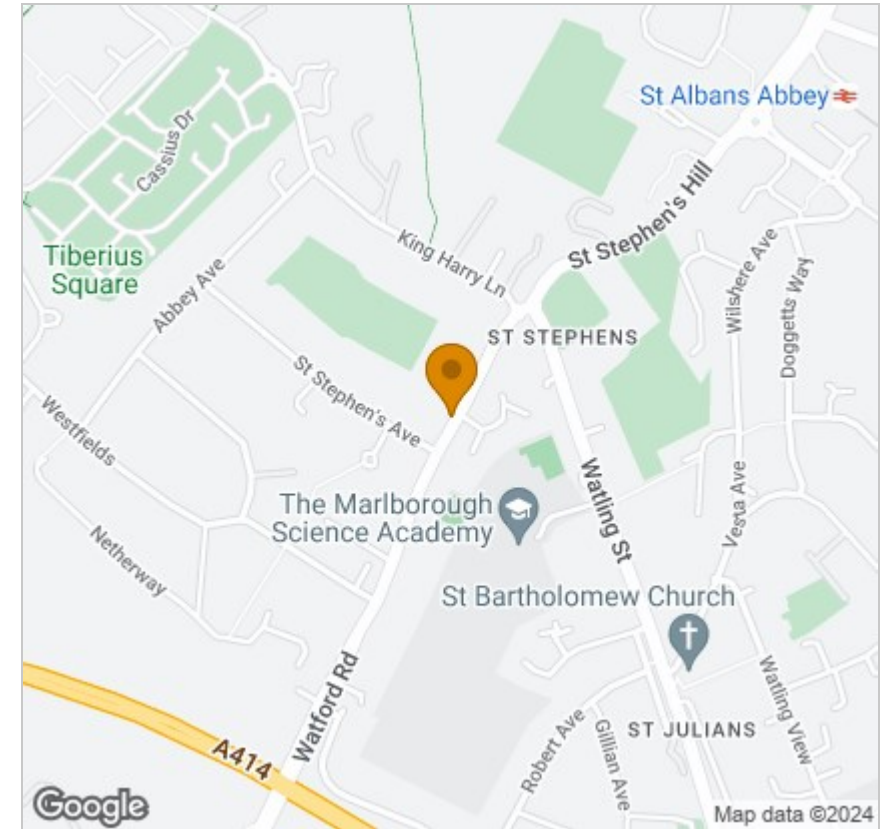 St Albans Abbey
Cassius Dr
St Stephen's Hill
Tiberius
Square
King Harry Ln
Abbey Ave
Wilshere Ave
Doggetts Way
ST STEPHENS
St Stephen's Ave
Westfields
Watling St
The Marlborough
Science Academy
Vesta Ave
Netherway
St Bartholomew Church
Watford Rd
Watling View
ST JULIANS
Robert Ave
Gillian Ave
A414
Google
Map data ©2024